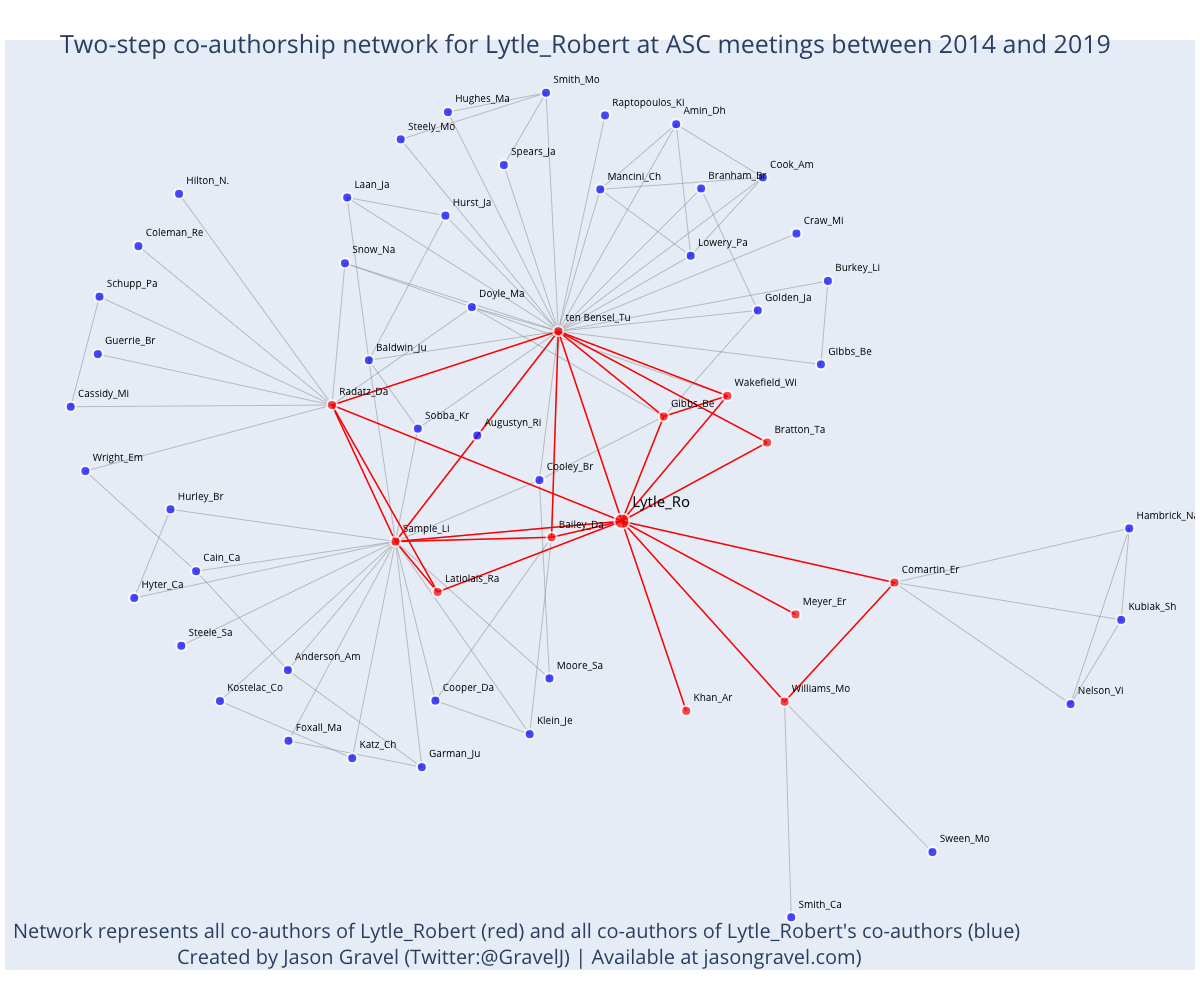 Two-step co-authorship network for Lytle_Robert at ASC meetings between 2014 and 2019
Smith_Mo
Hughes_Ma
Raptopoulos_Ki
Amin_Dh
Steely_Mo
Spears_Ja
Cook_Am
Mancini_Ch
Branham_Er
Hilton_N.
Laan_Ja
Hurst_Ja
Craw_Mi
Coleman_Re
Lowery_Pa
Snow_Na
Burkey_Li
Schupp_Pa
Doyle_Ma
Golden_Ja
ten Bensel_Tu
Guerrie_Br
Baldwin_Ju
Gibbs_Be
Wakefield_Wi
Cassidy_Mi
Radatz_Da
Gibbs_Be
Sobba_Kr
Augustyn_Ri
Bratton_Ta
Wright_Em
Cooley_Br
Hurley_Br
Lytle_Ro
Hambrick_Na
Sample_Li
Bailey_Da
Cain_Ca
Comartin_Er
Hyter_Ca
Latiolais_Ra
Meyer_Er
Kubiak_Sh
Steele_Sa
Anderson_Am
Moore_Sa
Kostelac_Co
Cooper_Da
Khan_Ar
Williams_Mo
Nelson_Vi
Foxall_Ma
Klein_Je
Katz_Ch
Garman_Ju
Sween_Mo
Smith_Ca
Network represents all co-authors of Lytle_Robert (red) and all co-authors of Lytle_Robert's co-authors (blue)
Created by Jason Gravel (Twitter:@GravelJ) | Available at jasongravel.com)